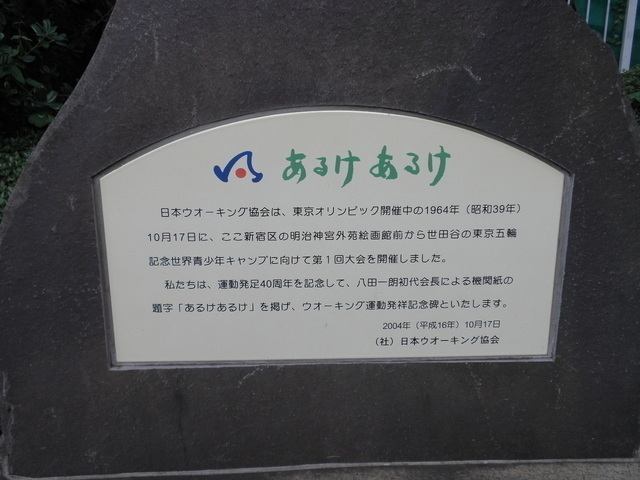 あるけあるけ
日本ウオーキング協会は、東京オリンピック開催中の1964年（昭和39年）
10月17日に、ここ新宿区の明治神宮外苑絵画館前から世田谷の東京五輪
記念世界青少年キャンプに向けて第1回大会を開催しました。
私たちは、運動発足40周年を記念して、八田一朗初代会長による機関紙の
題字「あるけあるけ」を掲げ、ウオーキング運動発祥記念碑といたします。
2004年（平成16年）10月17日
（社）日本ウオーキング協会